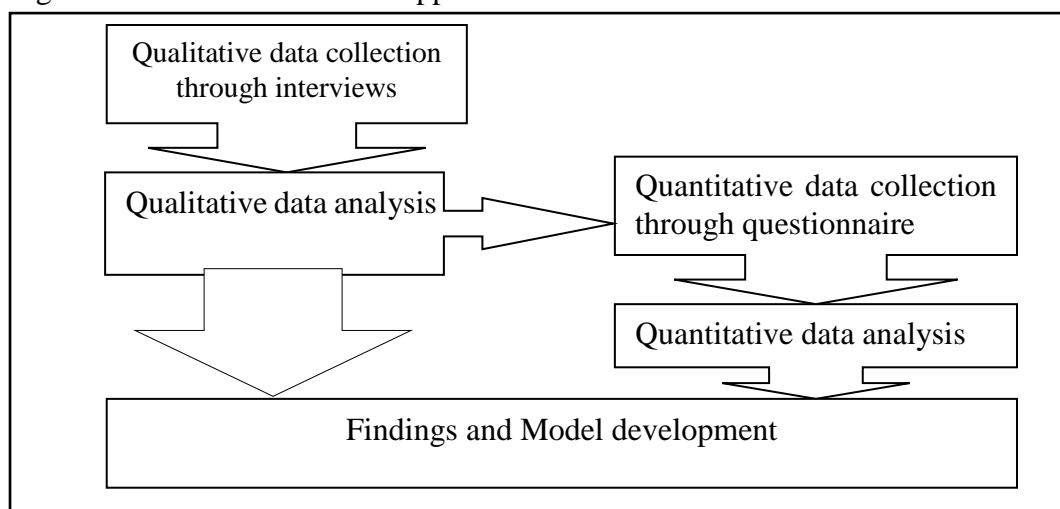 Qualitative data collection
through interviews
Qualitative data analysis
Quantitative data collection
through questionnaire
Quantitative data analysis
Findings and Model development